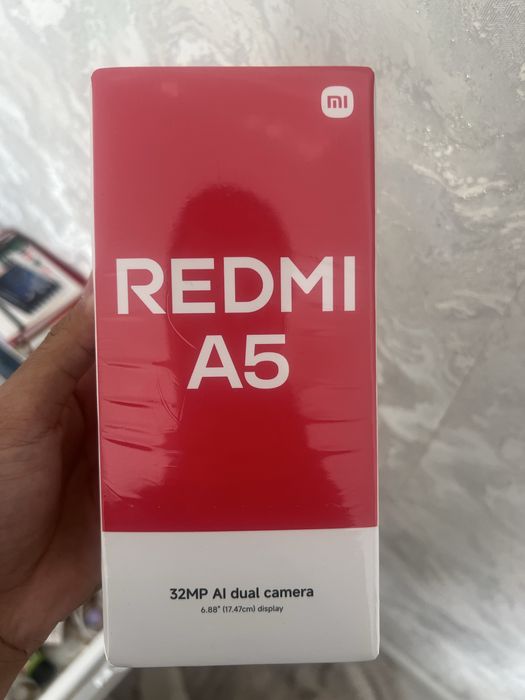 mi
REDMI
A5
32MP AI dual camera
6.88" (17.47cm) display